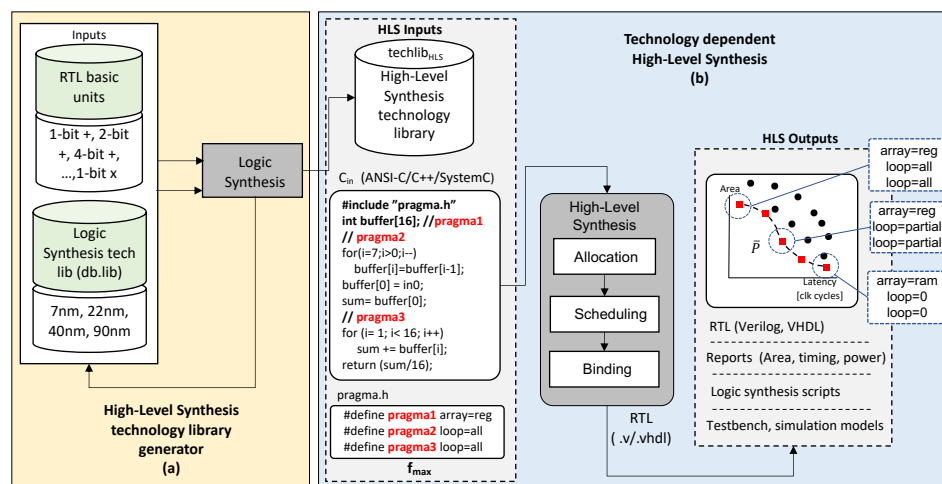 Inputs
RTL basic
units
1-bit +, 2-bit
+, 4-bit +,
...,1-bit x
Logic
Synthesis tech
lib (db.lib)
7nm, 22nm,
40nm, 90nm
Logic
Synthesis
High-Level Synthesis
technology library
generator
(a)
HLS Inputs
techlibHLS
High-Level
Synthesis
technology
library
Cin (ANSI-C/C++/SystemC)
#include "pragma.h"
int buffer[16]; //pragma1
// pragma2
for(i=7;i>0;i--)
buffer[i]=buffer[i-1];
buffer[0] = in0;
sum= buffer[0];
// pragma3
for (i= 1; i< 16; i++)
sum += buffer[i];
return (sum/16);
pragma.h
#define pragma1 array=reg
#define pragma2 loop=all
#define pragma3 loop=all
fmax
Technology dependent
High-Level Synthesis
(b)
High-Level
Synthesis
Allocation
Scheduling
Binding
RTL
( .v/.vhdl)
HLS Outputs
Area
P̄
Latency
[clk cycles]
array=reg
loop=all
loop=all
array=reg
loop=partial
loop=partial
array=ram
loop=0
loop=0
RTL (Verilog, VHDL)
Reports (Area, timing, power)
Logic synthesis scripts
Testbench, simulation models